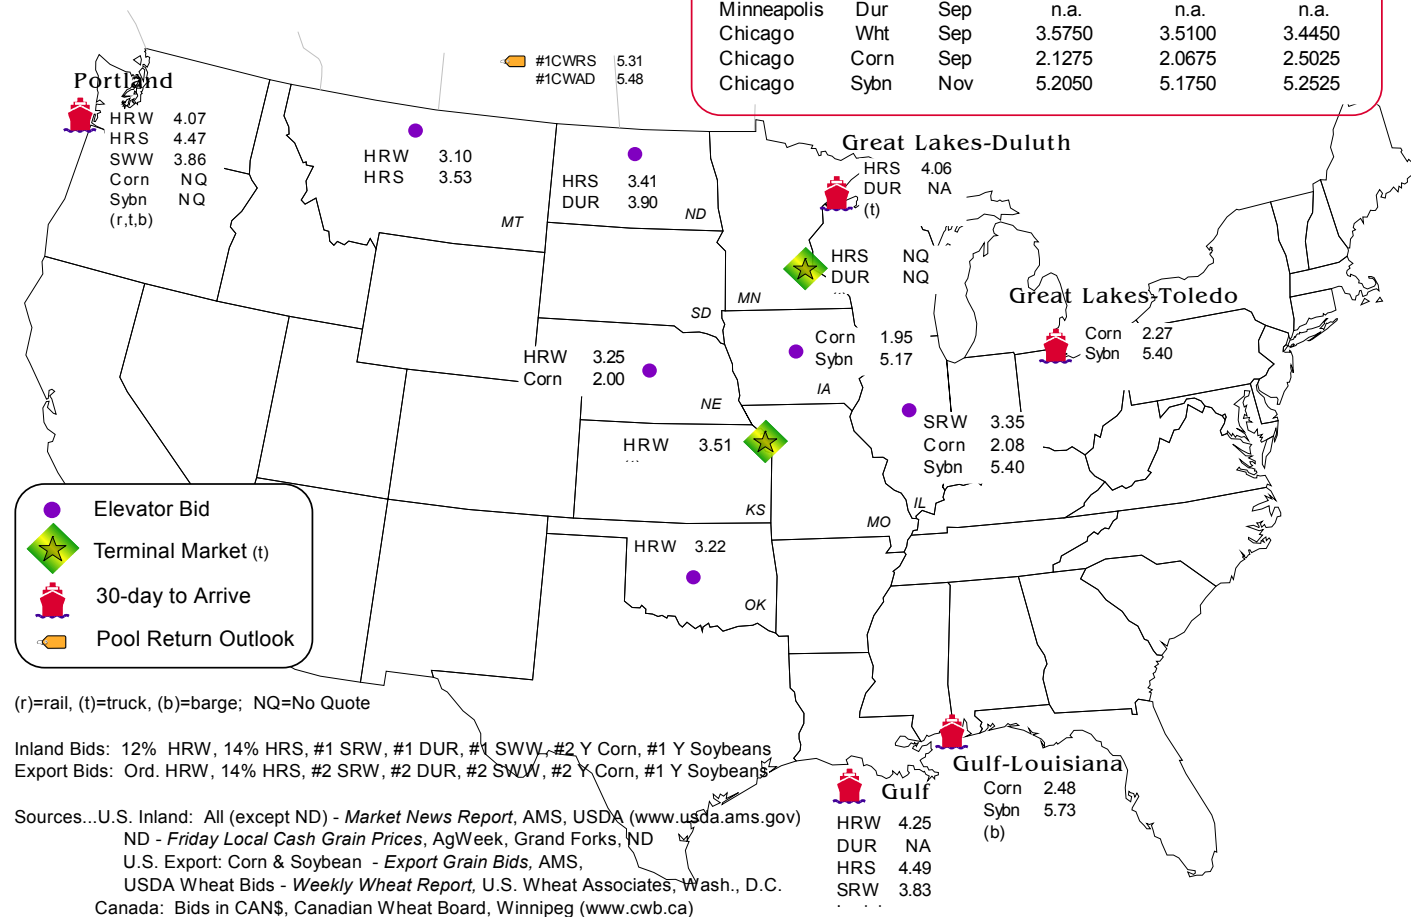 Minneapolis Dur Sep n.a. n.a. n.a.
Chicago Wht Sep 3.5750 3.5100 3.4450
Chicago Corn Sep 2.1275 2.0675 2.5025
Chicago Sybn Nov 5.2050 5.1750 5.2525
#1CWRS 5.31
#1CWAD 5.48
Portland
HRW 4.07
HRS 4.47
SWW 3.86
Corn NQ
Sybn NQ
(r,t,b)
HRW 3.10
HRS 3.53
MT
HRS 3.41
DUR 3.90
ND
Great Lakes-Duluth
HRS 4.06
DUR NA
(t)
HRS NQ
DUR NQ
MN
SD
Great Lakes-Toledo
Corn 2.27
Sybn 5.40
Corn 1.95
Sybn 5.17
IA
HRW 3.25
Corn 2.00
NE
SRW 3.35
Corn 2.08
Sybn 5.40
IL
HRW 3.51
KS
MO
HRW 3.22
OK
Elevator Bid
Terminal Market (t)
30-day to Arrive
Pool Return Outlook
(r)=rail, (t)=truck, (b)=barge; NQ=No Quote
Inland Bids: 12% HRW, 14% HRS, #1 SRW, #1 DUR, #1 SWW, #2 Y Corn, #1 Y Soybeans
Export Bids: Ord. HRW, 14% HRS, #2 SRW, #2 DUR, #2 SWW, #2 Y Corn, #1 Y Soybeans
Gulf-Louisiana
Corn 2.48
Sybn 5.73
(b)
Gulf
HRW 4.25
DUR NA
HRS 4.49
SRW 3.83
Sources...U.S. Inland: All (except ND) - Market News Report, AMS, USDA (www.usda.ams.gov)
ND - Friday Local Cash Grain Prices, AgWeek, Grand Forks, ND
U.S. Export: Corn & Soybean - Export Grain Bids, AMS,
USDA Wheat Bids - Weekly Wheat Report, U.S. Wheat Associates, Wash., D.C.
Canada: Bids in CAN$, Canadian Wheat Board, Winnipeg (www.cwb.ca)